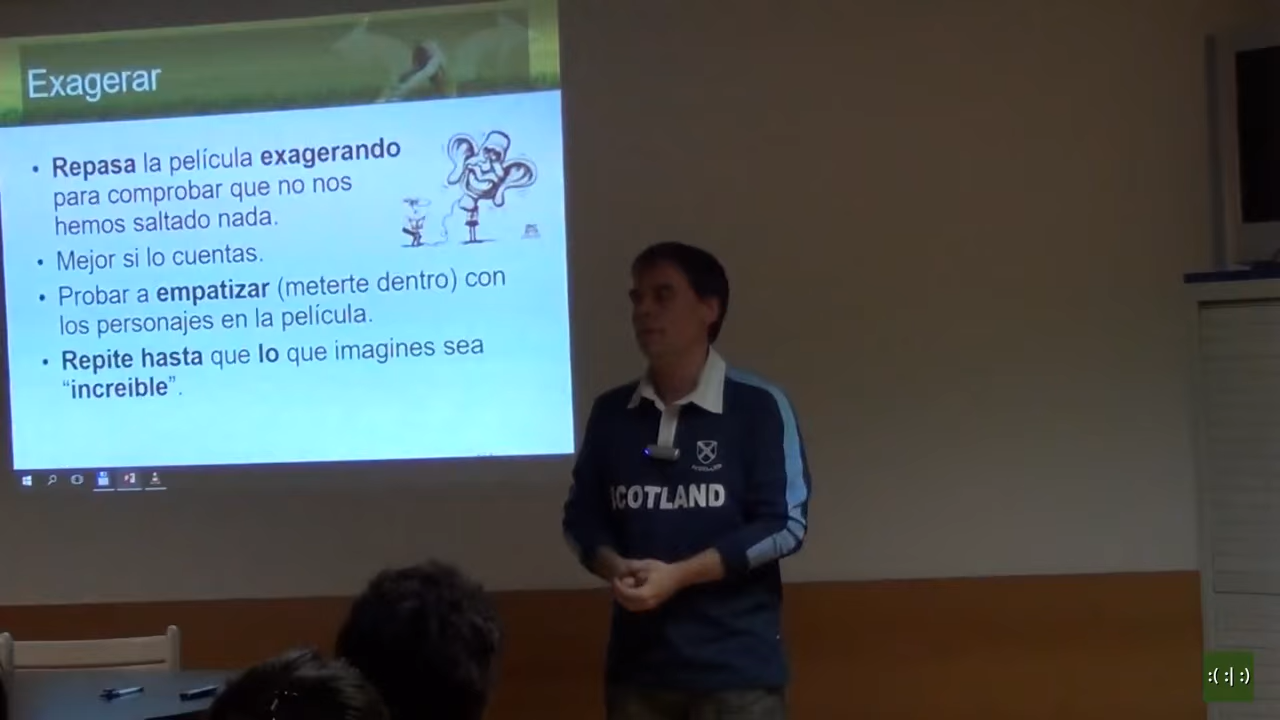 Exagerar
• Repasa la película exagerando
para comprobar que no nos
hemos saltado nada.
• Mejor si lo cuentas.
• Probar a empatizar (meterte dentro) con
los personajes en la película.
• Repite hasta que lo que imagines sea
“increible”.
SCOTLAND
:( :| :)